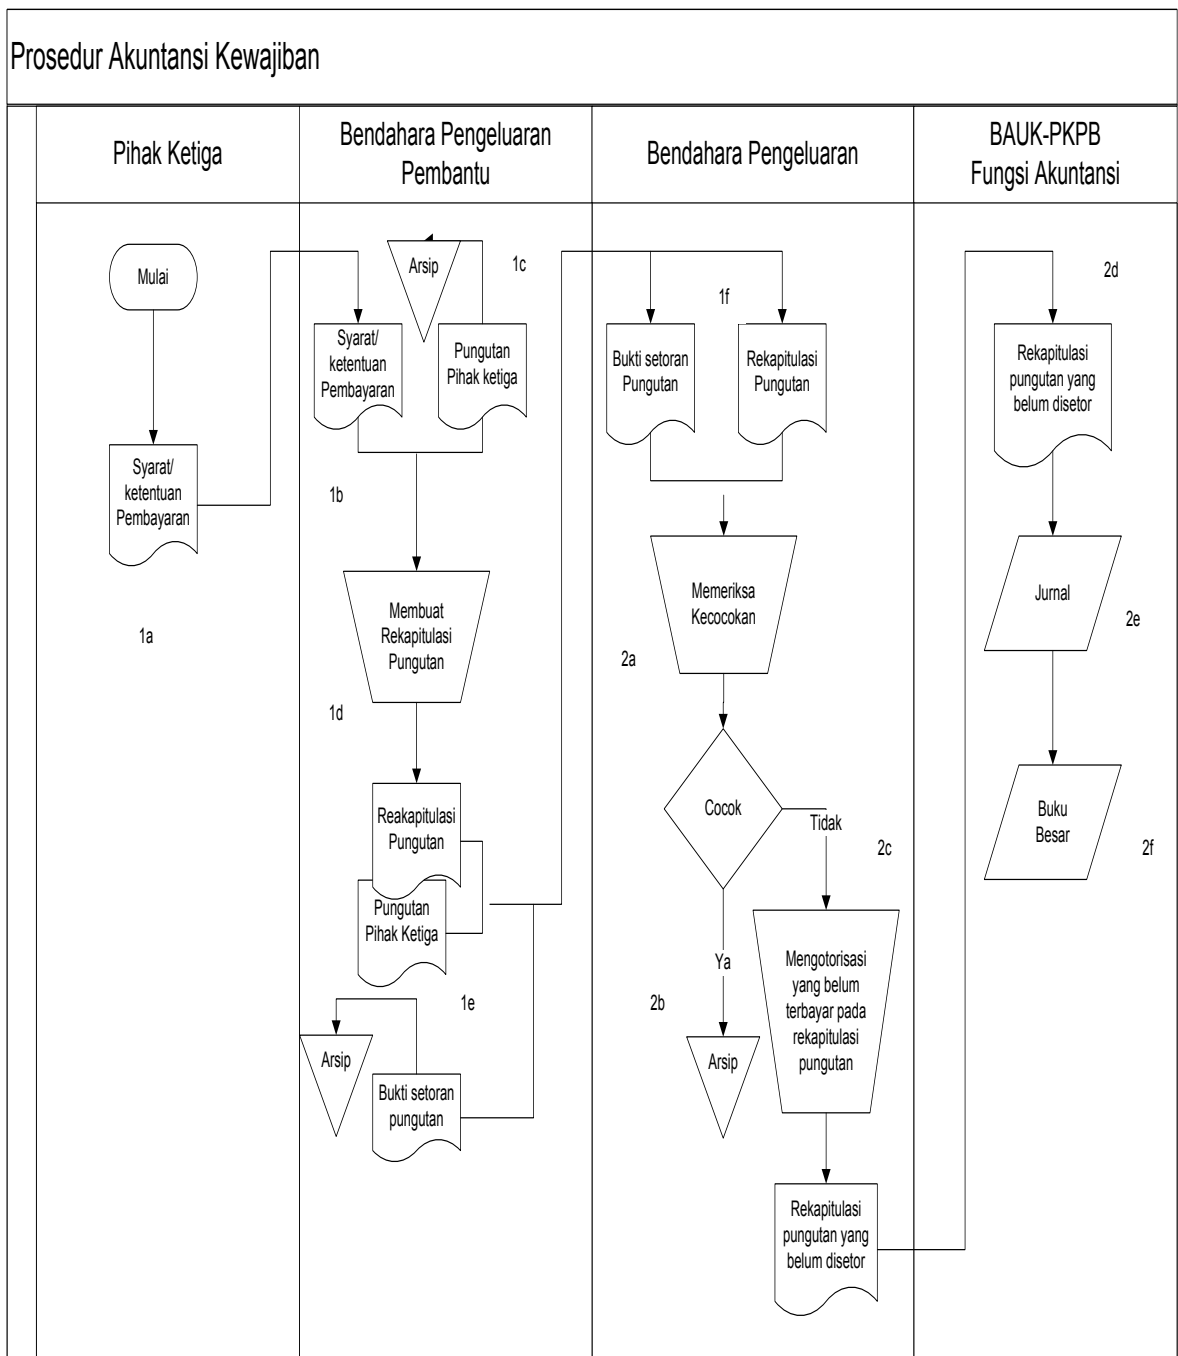 Prosedur Akuntansi Kewajiban
Pihak Ketiga
Bendahara Pengeluaran
Pembantu
Bendahara Pengeluaran
BAUK-PKPB
Fungsi Akuntansi
Mulai
Syarat/
ketentuan
Pembayaran
1a
Arsip
1c
Syarat/
ketentuan
Pembayaran
Pungutan
Pihak ketiga
1b
Membuat
Rekapitulasi
Pungutan
1d
Reakapitulasi
Pungutan
Pungutan
Pihak Ketiga
1e
Arsip
Bukti setoran
pungutan
1f
Bukti setoran
Pungutan
Rekapitulasi
Pungutan
Memeriksa
Kecocokan
2a
Cocok
Tidak
2c
Ya
2b
Arsip
Mengotorisasi
yang belum
terbayar pada
rekapitulasi
pungutan
Rekapitulasi
pungutan yang
belum disetor
2d
Rekapitulasi
pungutan yang
belum disetor
Jurnal
2e
Buku
Besar
2f